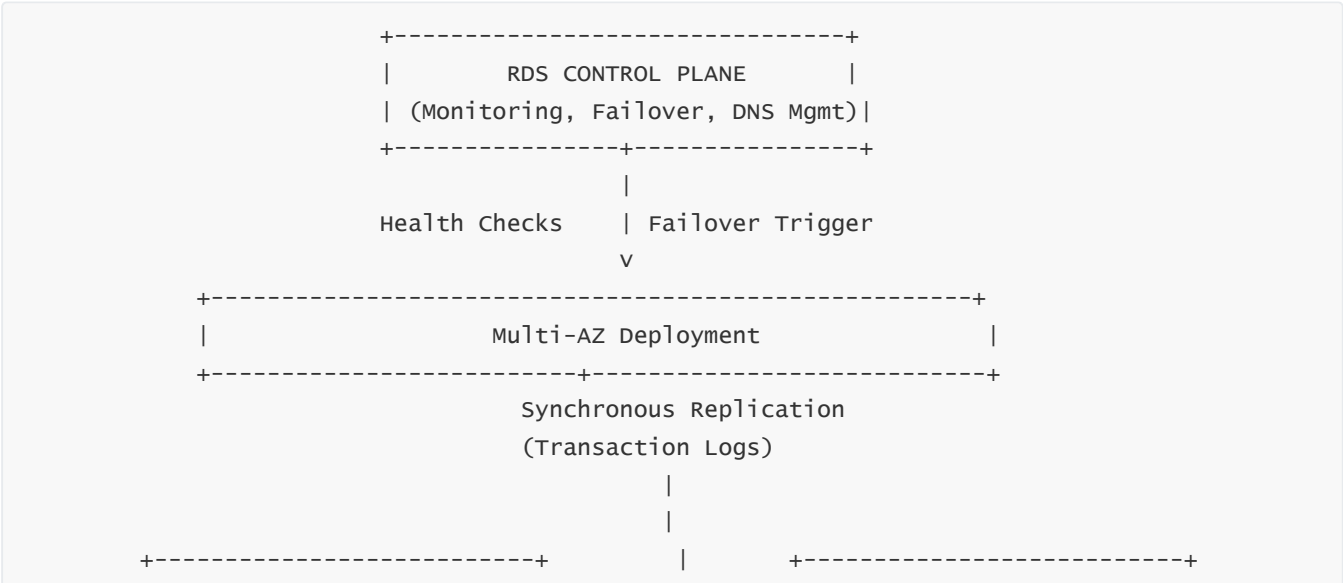 +--------------------------------+
|        RDS CONTROL PLANE       |
| (Monitoring, Failover, DNS Mgmt)|
+----------------+----------------+
|
Health Checks    | Failover Trigger
v
+------------------------------------------------------+
|                    Multi-AZ Deployment                |
+--------------------------+----------------------------+
Synchronous Replication
(Transaction Logs)
|
|
+---------------------------+         |       +---------------------------+